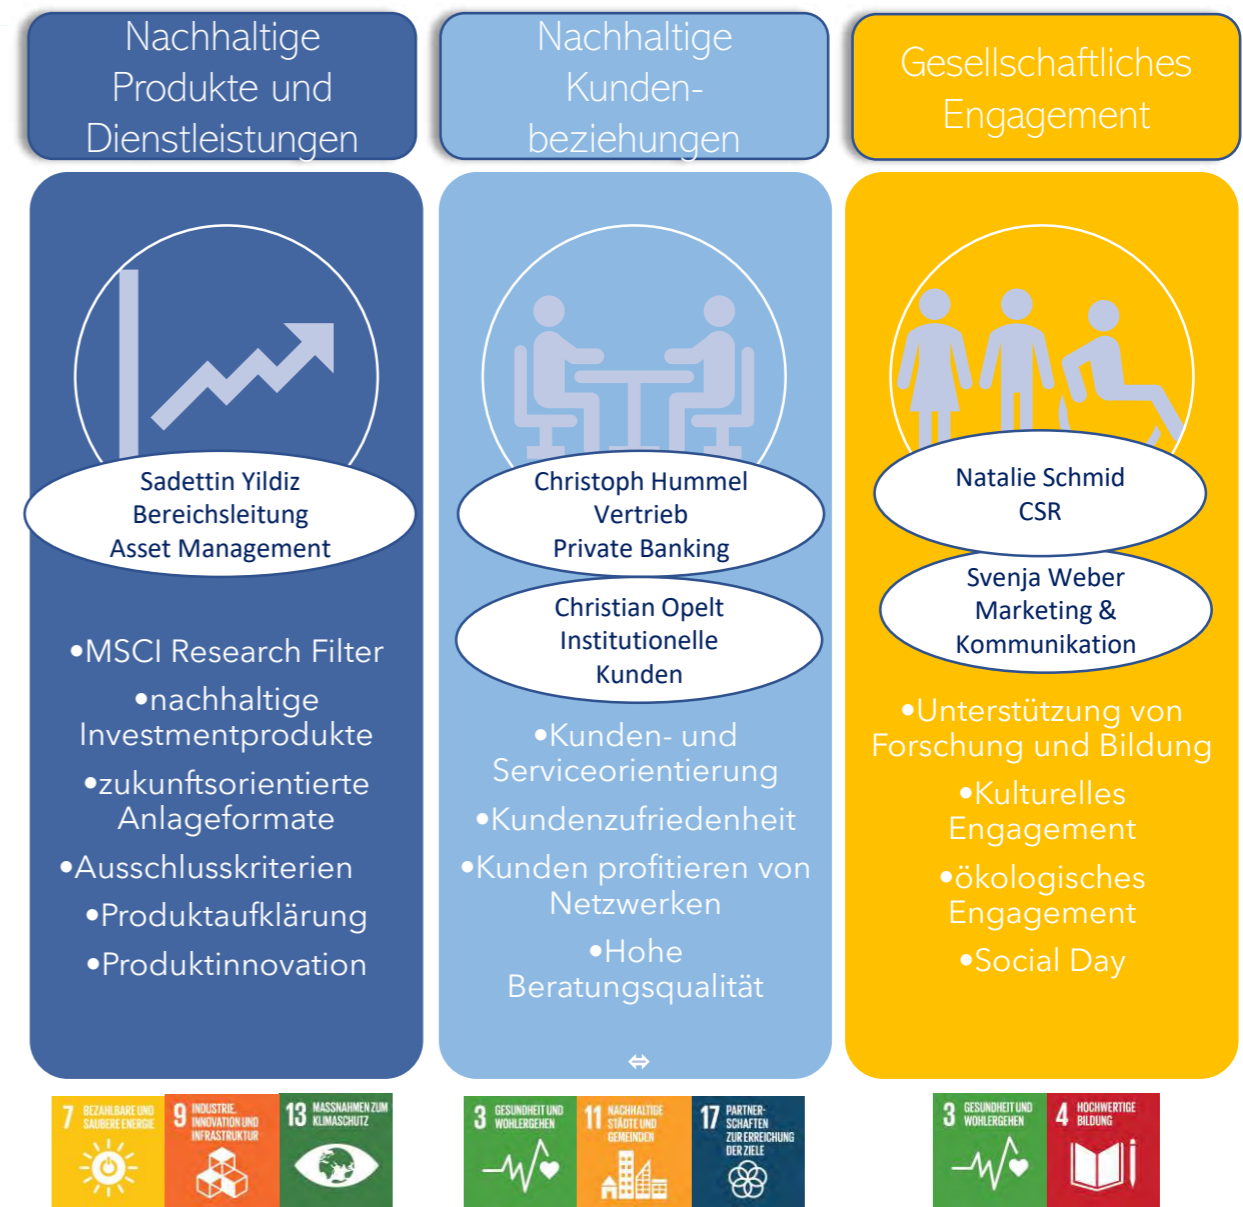 Nachhaltige
Produkte und
Dienstleistungen
Sadettin Yildiz
Bereichsleitung
Asset Management
•MSCI Research Filter
•nachhaltige
Investmentprodukte
•zukunftsorientierte
Anlageformate
•Ausschlusskriterien
•Produktaufklärung
•Produktinnovation
7 BEZAHLBARE UND
SAUBERE ENERGIE
9 INDUSTRIE,
INNOVATION UND
INFRASTRUKTUR
13 MASSNAHMEN ZUM
KLIMASCHUTZ
Nachhaltige
Kunden-
beziehungen
Christoph Hummel
Vertrieb
Private Banking
Christian Opelt
Institutionelle
Kunden
•Kunden- und
Serviceorientierung
•Kundenzufriedenheit
•Kunden profitieren von
Netzwerken
•Hohe
Beratungsqualität
⇔
3 GESUNDHEIT UND
WOHLERGEHEN
11 NACHHALTIGE
STÄDTE UND
GEMEINDEN
17 PARTNER-
SCHAFTEN
ZUR ERREICHUNG
DER ZIELE
Gesellschaftliches
Engagement
Natalie Schmid
CSR
Svenja Weber
Marketing &
Kommunikation
•Unterstützung von
Forschung und Bildung
•Kulturelles
Engagement
•ökologisches
Engagement
•Social Day
3 GESUNDHEIT UND
WOHLERGEHEN
4 HOCHWERTIGE
BILDUNG